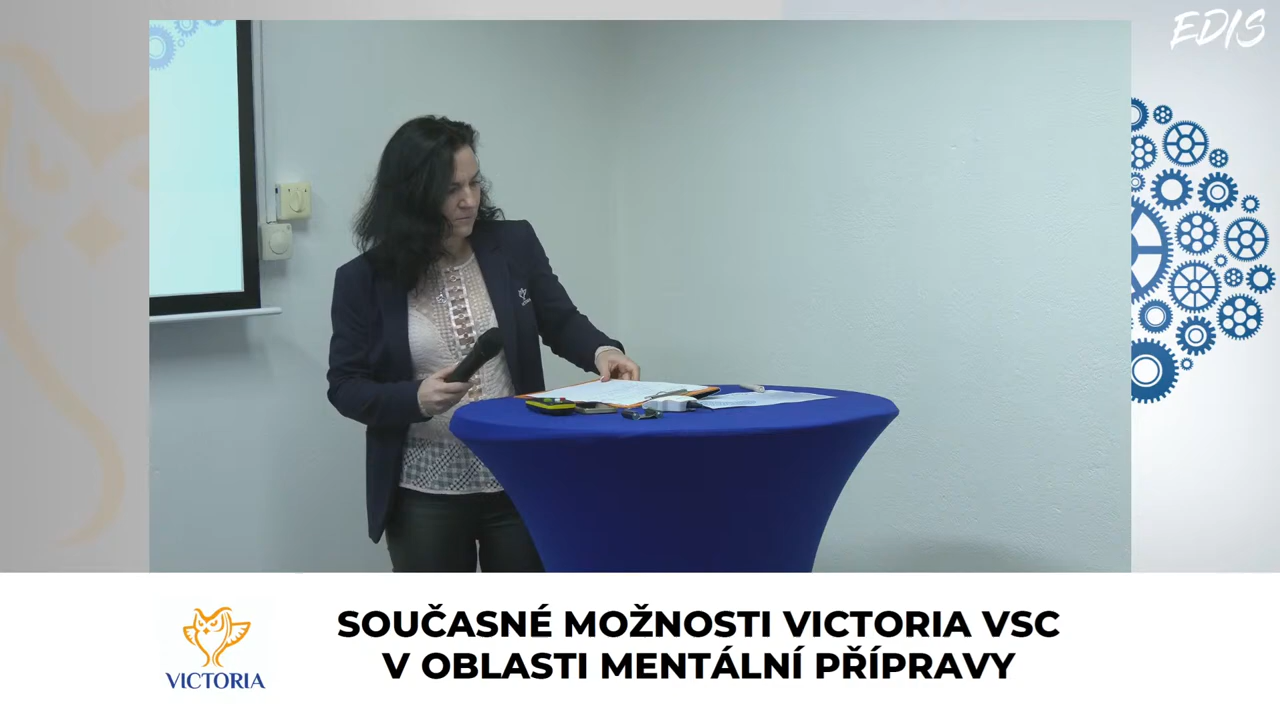 EDIS
SOUČASNÉ MOŽNOSTI VICTORIA VSC
V OBLASTI MENTÁLNÍ PŘÍPRAVY
VICTORIA